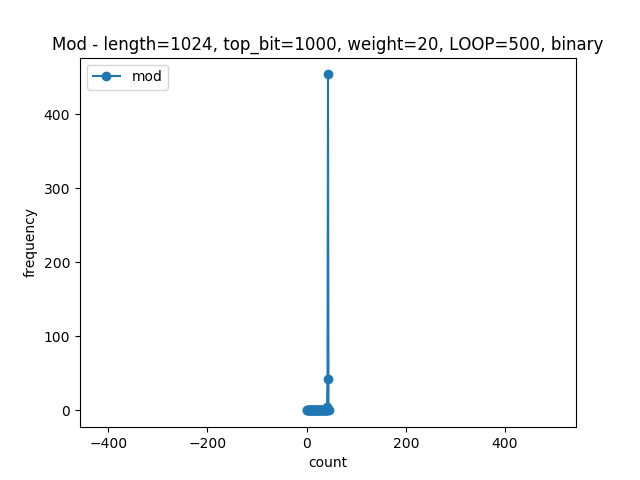 Mod - length=1024, top_bit=1000, weight=20, LOOP=500, binary
mod
frequency
400
300
200
100
0
−400
−200
0
200
400
count